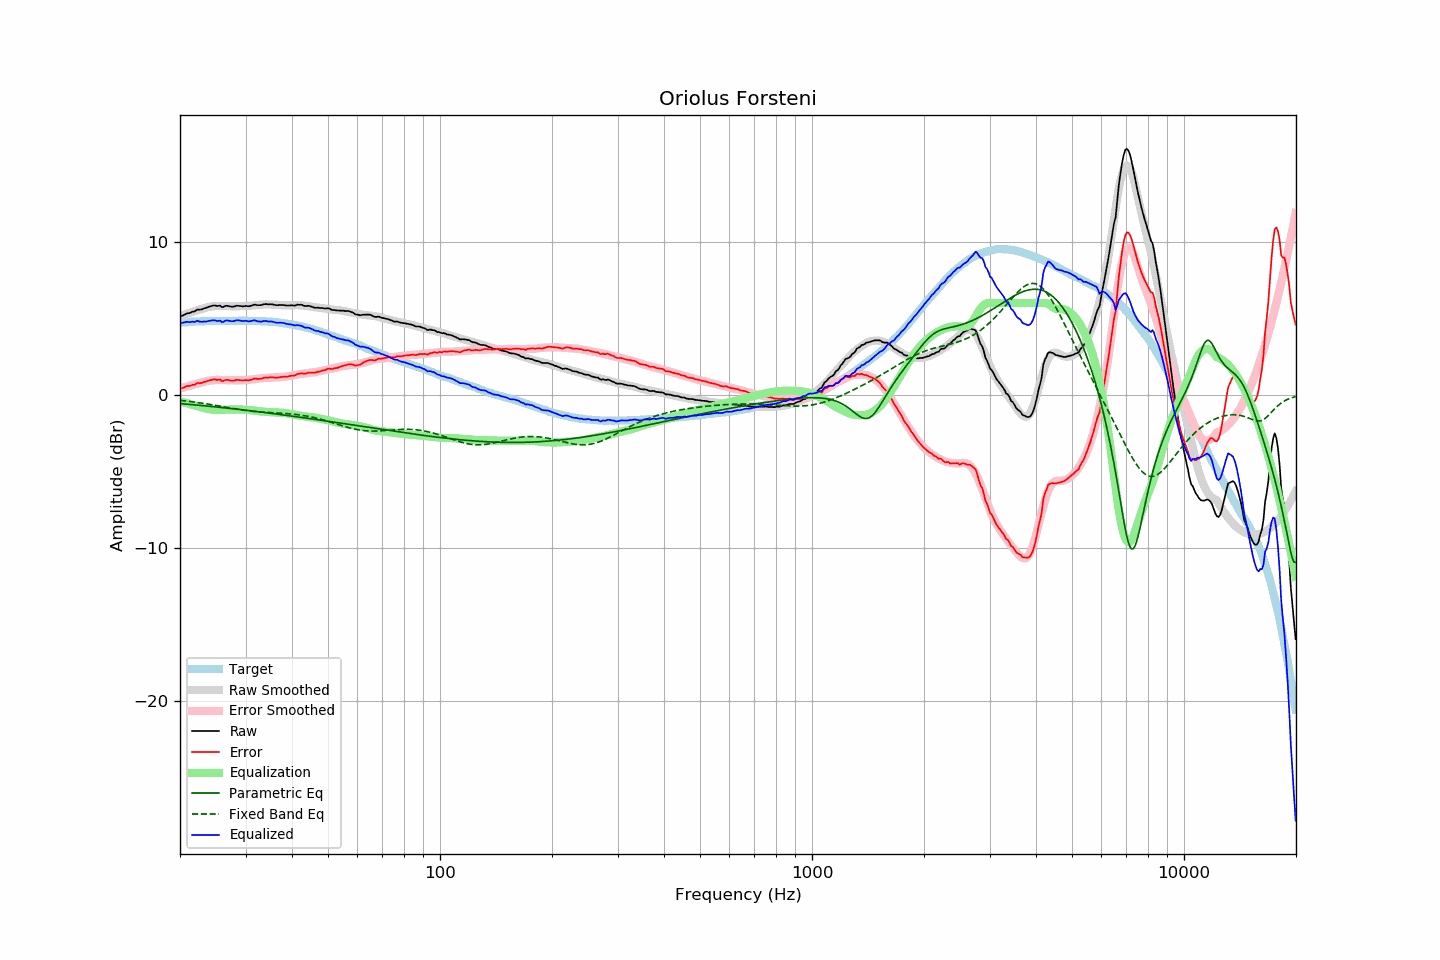 Oriolus Forsteni
10
0
−10
−20
Amplitude (dBr)
Target
Raw Smoothed
Error Smoothed
Raw
Error
Equalization
Parametric Eq
Fixed Band Eq
Equalized
100
1000
10000
Frequency (Hz)